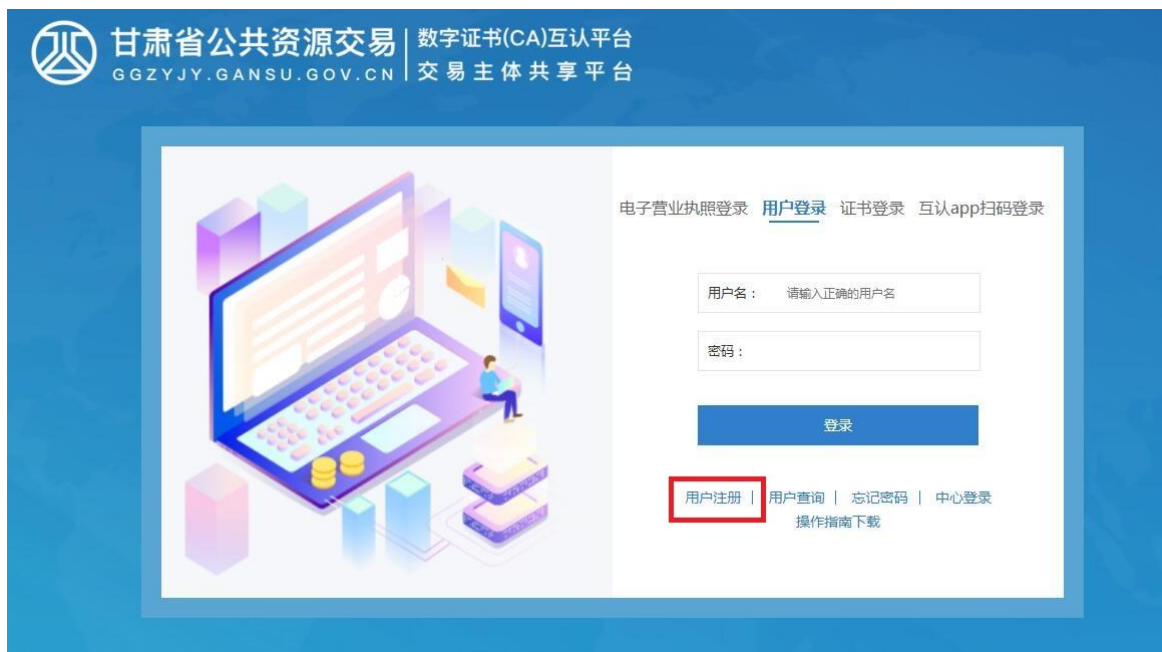 甘肃省公共资源交易 数字证书(CA)互认平台
GGZYJY.GANSU.GOV.CN 交易主体共享平台
电子营业执照登录 用户登录 证书登录 互认app扫码登录
用户名： 请输入正确的用户名
密码：
登录
用户注册 | 用户查询 | 忘记密码 | 中心登录
操作指南下载